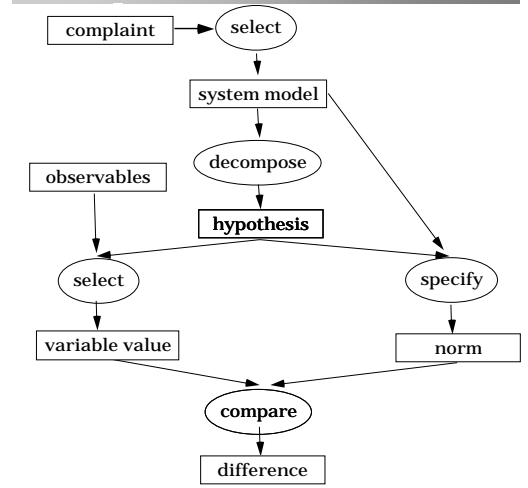 complaint
select
system model
decompose
observables
hypothesis
select
specify
variable value
norm
compare
difference